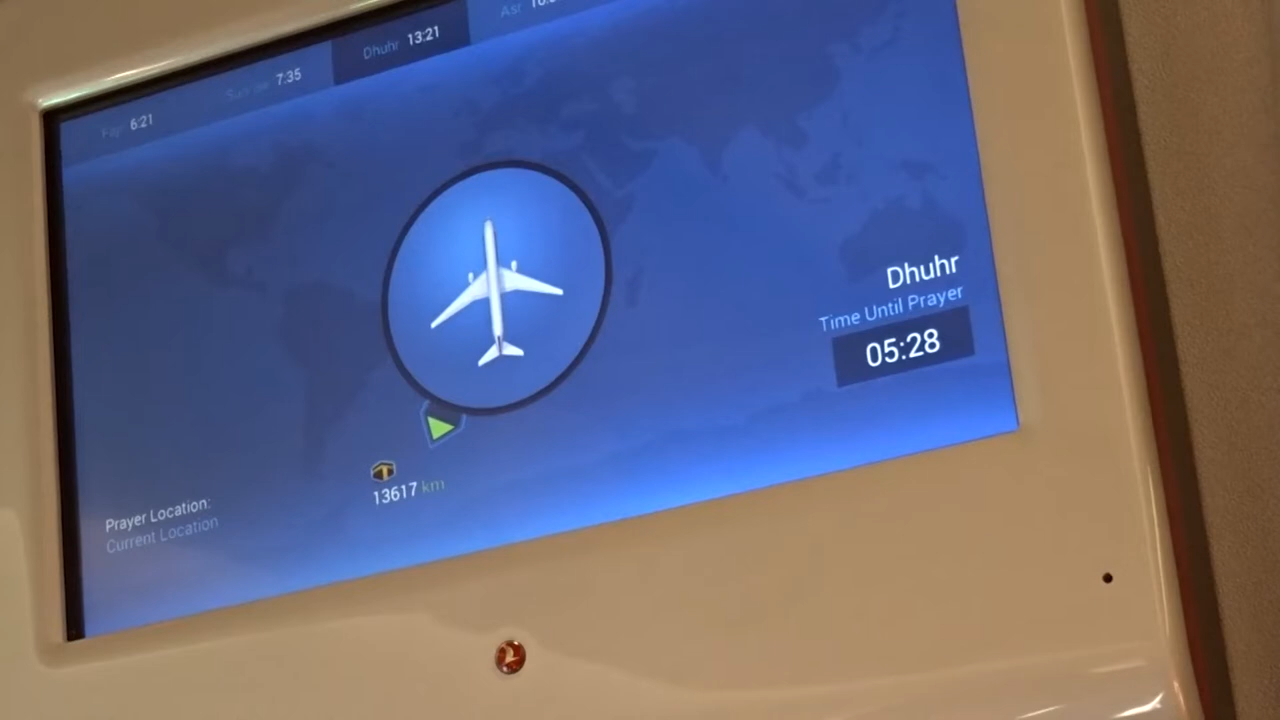 Fajr 6:21
Sunrise 7:35
Dhuhr 13:21
Asr
Dhuhr
Time Until Prayer
05:28
13617 km
Prayer Location:
Current Location